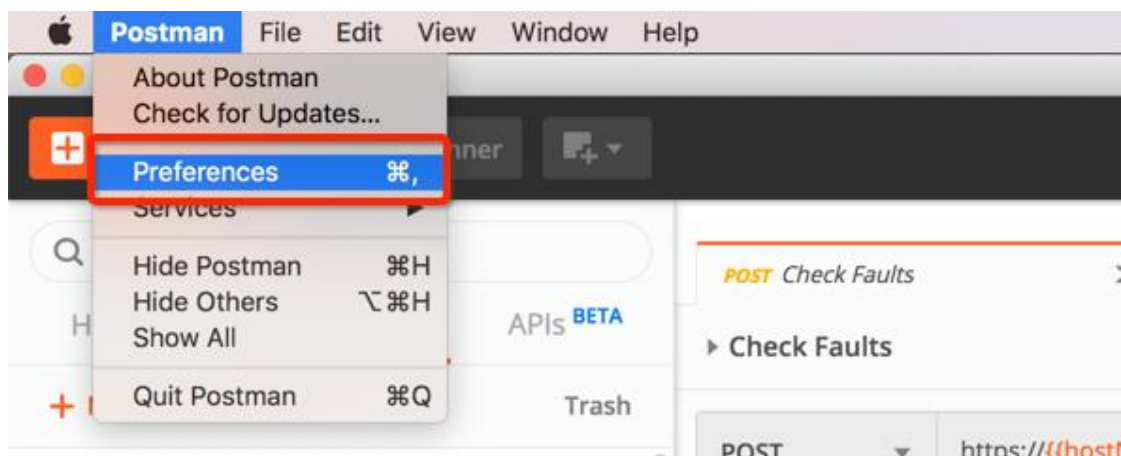 Postman File Edit View Window Help
About Postman
Check for Updates...
Preferences ⌘,
Services
Hide Postman ⌘H
Hide Others ⌥⌘H
Show All
Quit Postman ⌘Q
APIs BETA
Trash
POST Check Faults
Check Faults
POST https://{{host